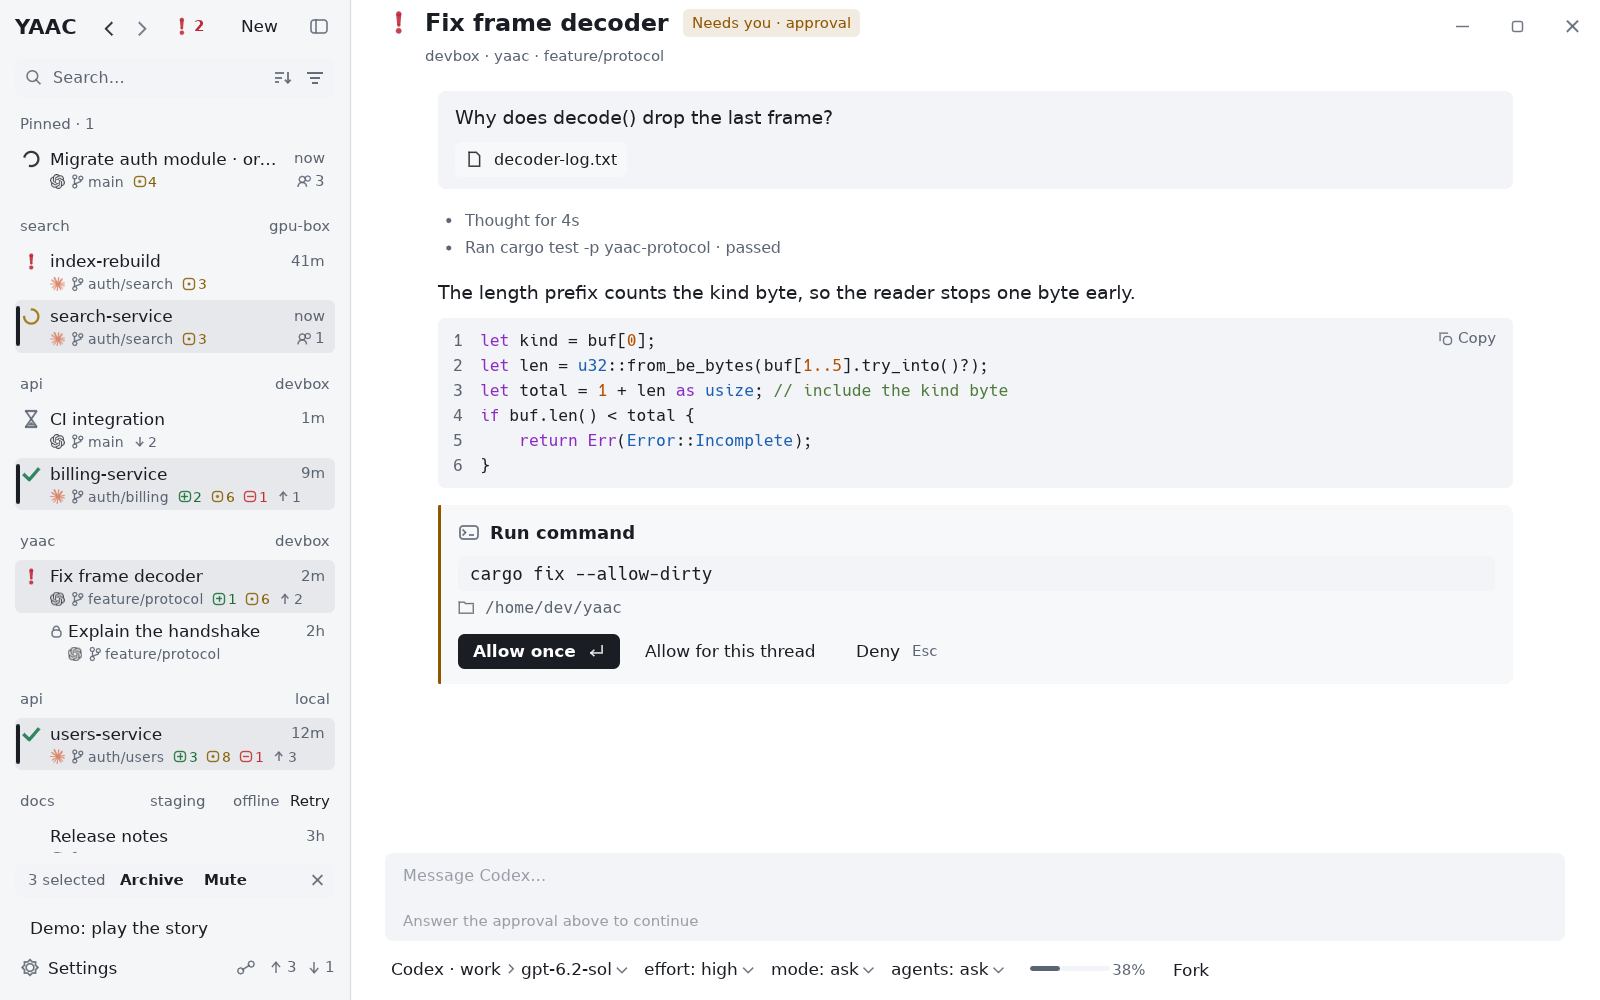 YAAC
2
New
Search...
Pinned · 1
Migrate auth module · or...
now
main
4
3
search
gpu-box
index-rebuild
41m
auth/search
3
search-service
now
auth/search
3
1
api
devbox
CI integration
1m
main
2
billing-service
9m
auth/billing
2
6
1
1
yaac
devbox
Fix frame decoder
2m
feature/protocol
1
6
2
Explain the handshake
2h
feature/protocol
api
local
users-service
12m
auth/users
3
8
1
3
docs
staging
offline
Retry
Release notes
3h
3 selected
Archive
Mute
Demo: play the story
Settings
3
1
Fix frame decoder
Needs you · approval
devbox · yaac · feature/protocol
Why does decode() drop the last frame?
decoder-log.txt
• Thought for 4s
• Ran cargo test -p yaac-protocol · passed
The length prefix counts the kind byte, so the reader stops one byte early.
Copy
1 let kind = buf[0];
2 let len = u32::from_be_bytes(buf[1..5].try_into()?);
3 let total = 1 + len as usize; // include the kind byte
4 if buf.len() < total {
5     return Err(Error::Incomplete);
6 }
Run command
cargo fix --allow-dirty
/home/dev/yaac
Allow once
Allow for this thread
Deny
Esc
Message Codex...
Answer the approval above to continue
Codex · work
gpt-6.2-sol
effort: high
mode: ask
agents: ask
38%
Fork